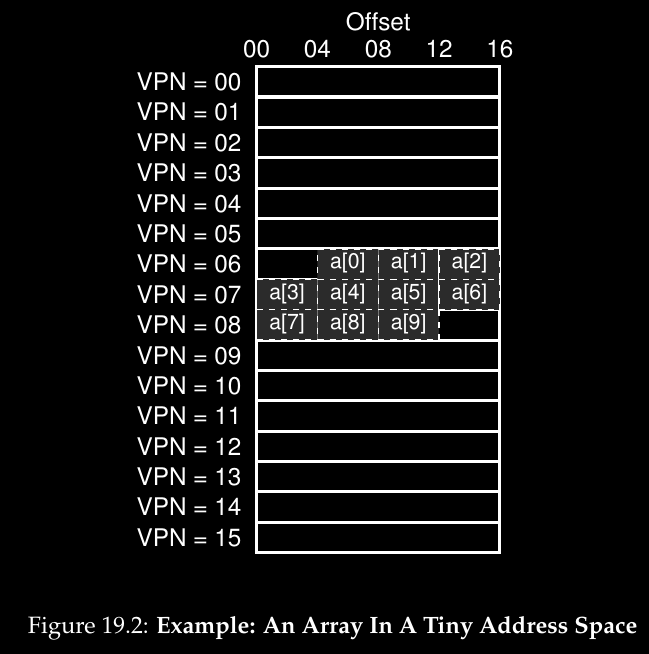 Offset
00 04 08 12 16
VPN = 00
VPN = 01
VPN = 02
VPN = 03
VPN = 04
VPN = 05
VPN = 06 a[0] a[1] a[2]
VPN = 07 a[3] a[4] a[5] a[6]
VPN = 08 a[7] a[8] a[9]
VPN = 09
VPN = 10
VPN = 11
VPN = 12
VPN = 13
VPN = 14
VPN = 15
Figure 19.2: Example: An Array In A Tiny Address Space